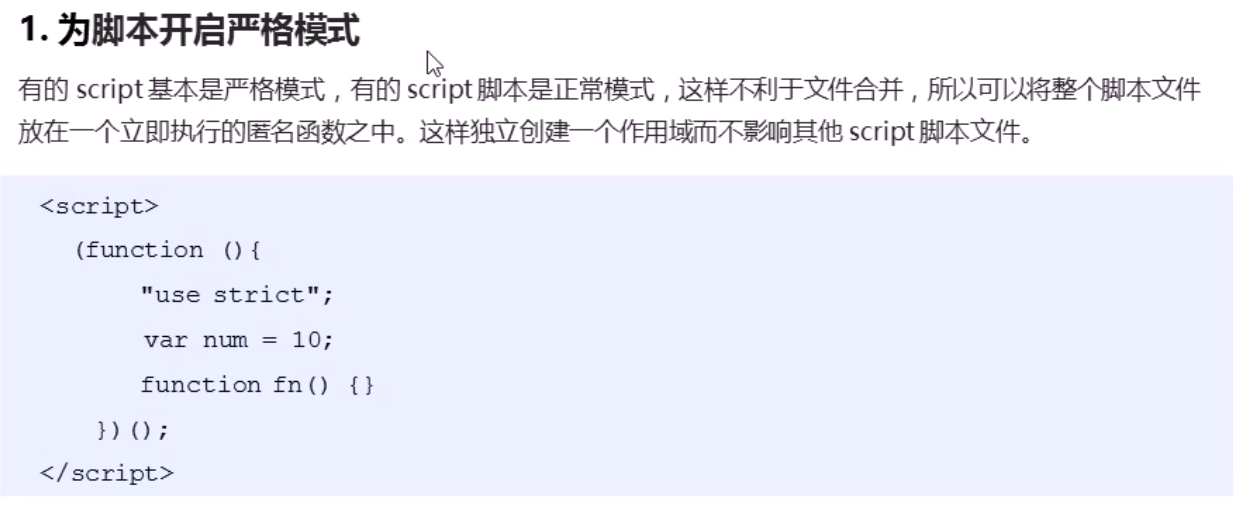 1. 为脚本开启严格模式
有的 script 基本是严格模式，有的 script 脚本是正常模式，这样不利于文件合并，所以可以将整个脚本文件
放在一个立即执行的匿名函数之中。这样独立创建一个作用域而不影响其他 script 脚本文件。
<script>
(function (){
"use strict";
var num = 10;
function fn() {}
})();
</script>